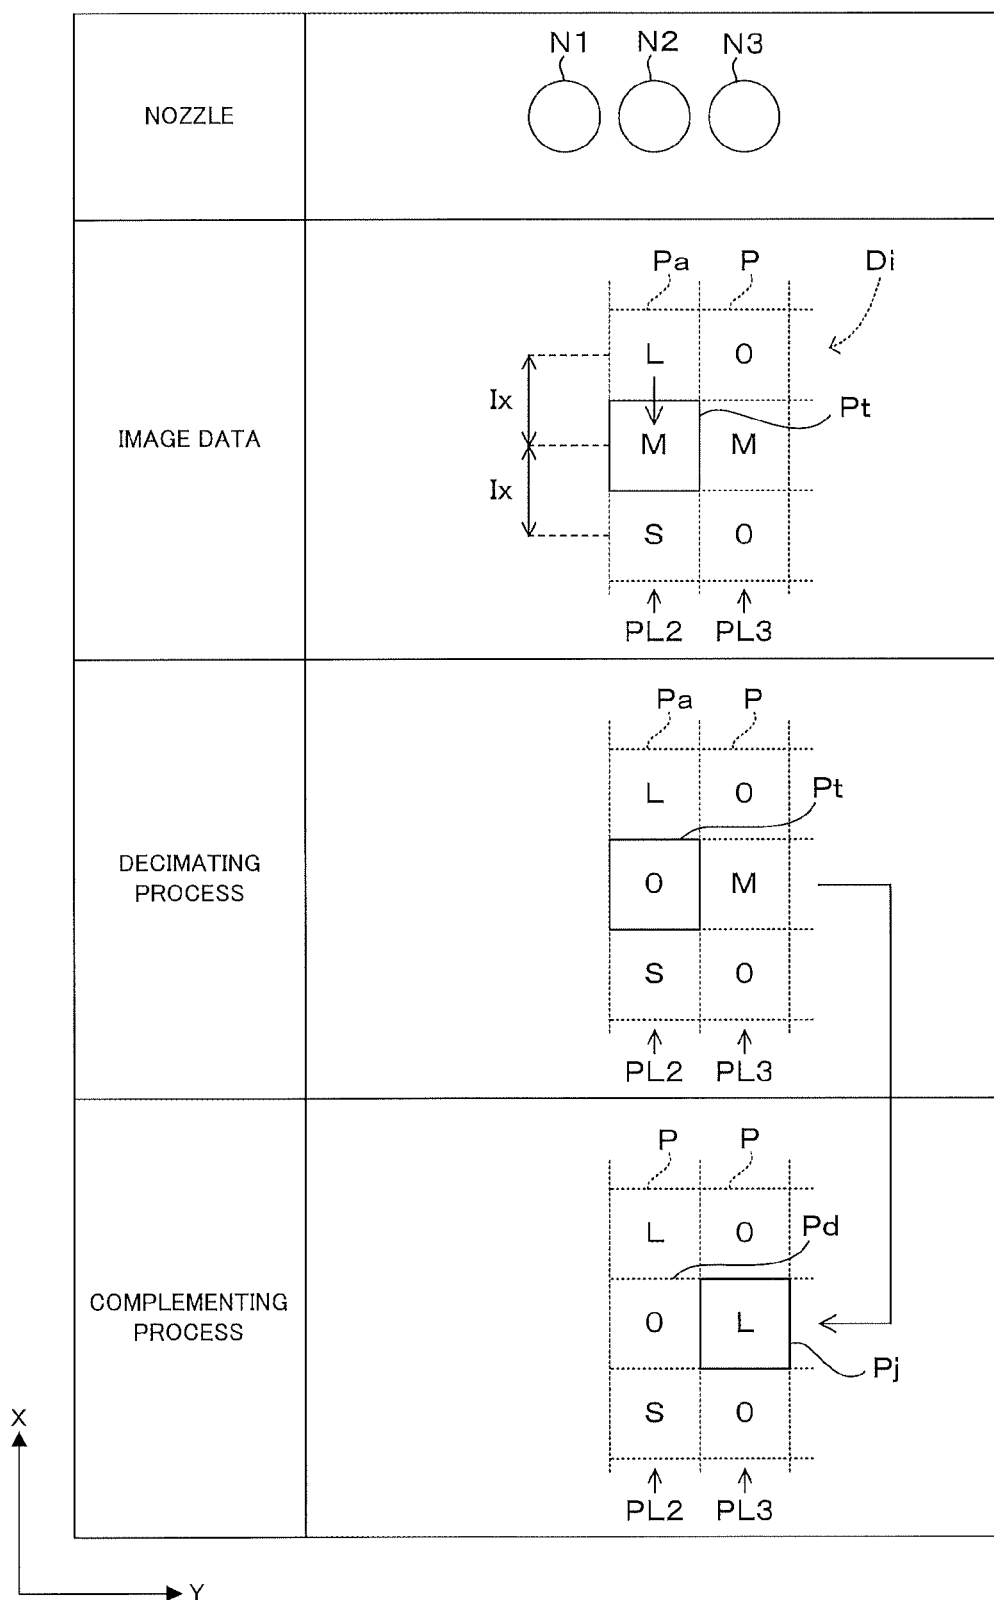 N1 N2 N3
NOZZLE
Pa P Di
L 0
Ix
Pt
IMAGE DATA
M M
Ix
S 0
PL2 PL3
Pa P
L 0
Pt
DECIMATING
PROCESS
0 M
S 0
PL2 PL3
P P
L 0
Pd
COMPLEMENTING
PROCESS
0 L
Pj
S 0
X
PL2 PL3
Y